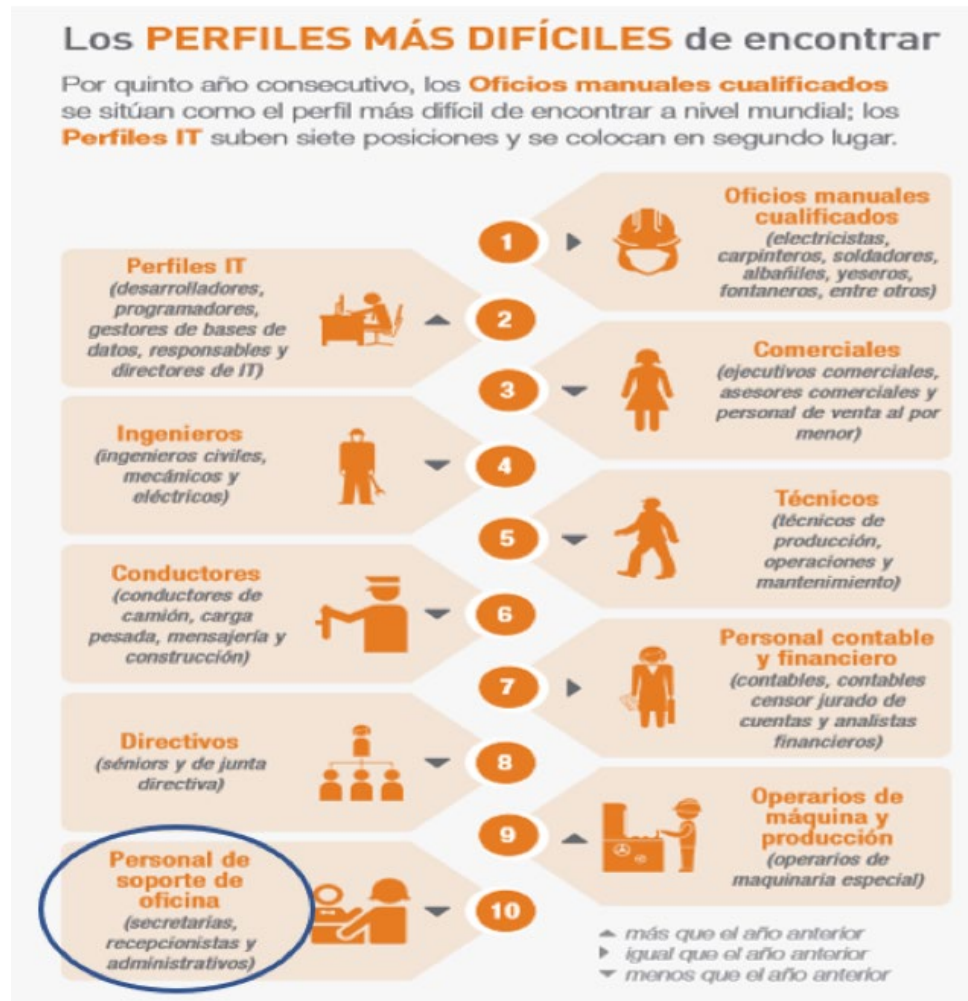 Los PERFILES MÁS DIFÍCILES de encontrar
Por quinto año consecutivo, los Oficios manuales cualificados
se sitúan como el perfil más difícil de encontrar a nivel mundial; los
Perfiles IT suben siete posiciones y se colocan en segundo lugar.
1
Oficios manuales
cualificados
(electricistas,
carpinteros, soldadores,
albañiles, yeseros,
fontaneros, entre otros)
Perfiles IT
(desarrolladores,
programadores,
gestores de bases de
datos, responsables y
directores de IT)
2
3
Comerciales
(ejecutivos comerciales,
asesores comerciales y
personal de venta al por
menor)
Ingenieros
(ingenieros civiles,
mecánicos y
eléctricos)
4
5
Técnicos
(técnicos de
producción,
operaciones y
mantenimiento)
Conductores
(conductores de
camión, carga
pesada, mensajería y
construcción)
6
7
Personal contable
y financiero
(contables, contables
censor jurado de
cuentas y analistas
financieros)
Directivos
(séniors y de junta
directiva)
8
9
Operarios de
máquina y
producción
(operarios de
maquinaria especial)
Personal de
soporte de
oficina
(secretarias,
recepcionistas y
administrativos)
10
más que el año anterior
igual que el año anterior
menos que el año anterior